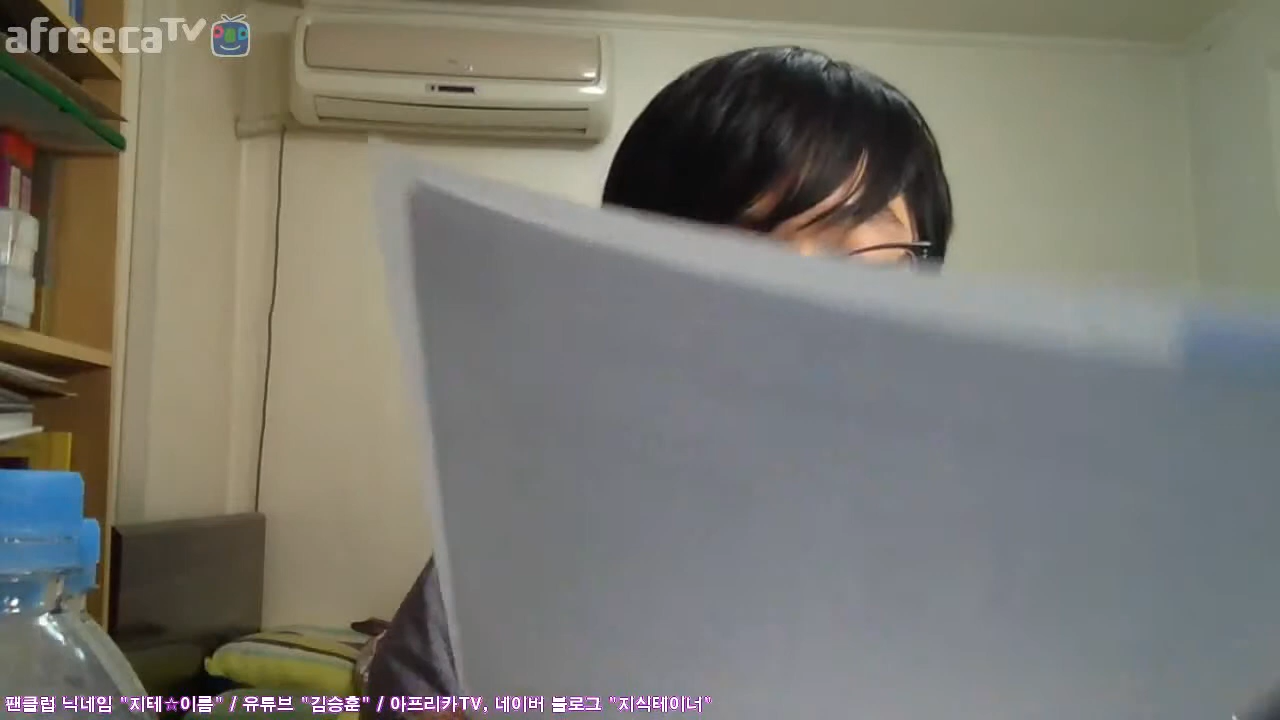 afreecaTV
팬클럽 닉네임 "지테☆이름" / 유튜브 "김승훈" / 아프리카TV, 네이버 블로그 "지식테이너"